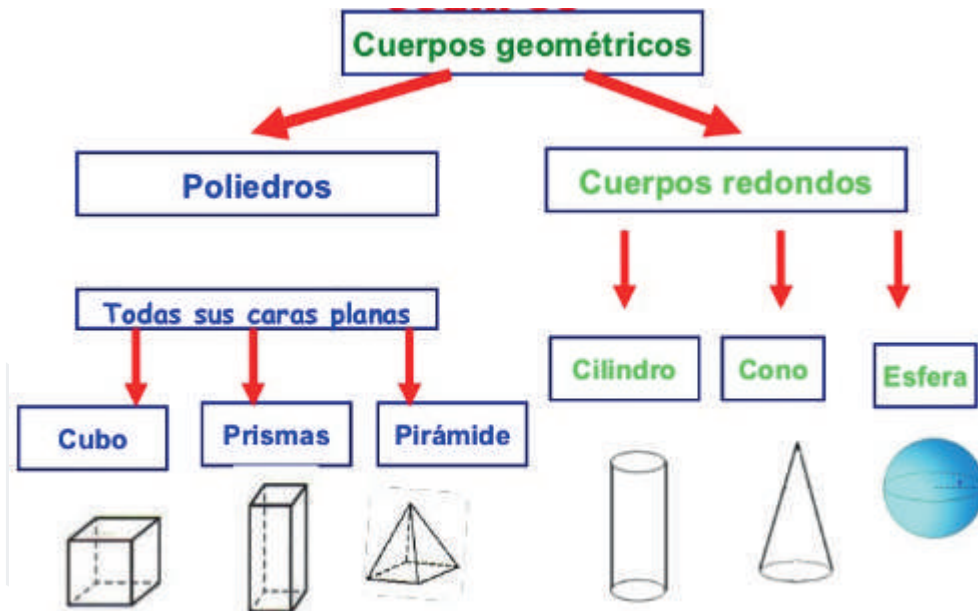 Cuerpos geométricos
Poliedros
Cuerpos redondos
Todas sus caras planas
Cilindro
Cono
Esfera
Cubo
Prismas
Pirámide